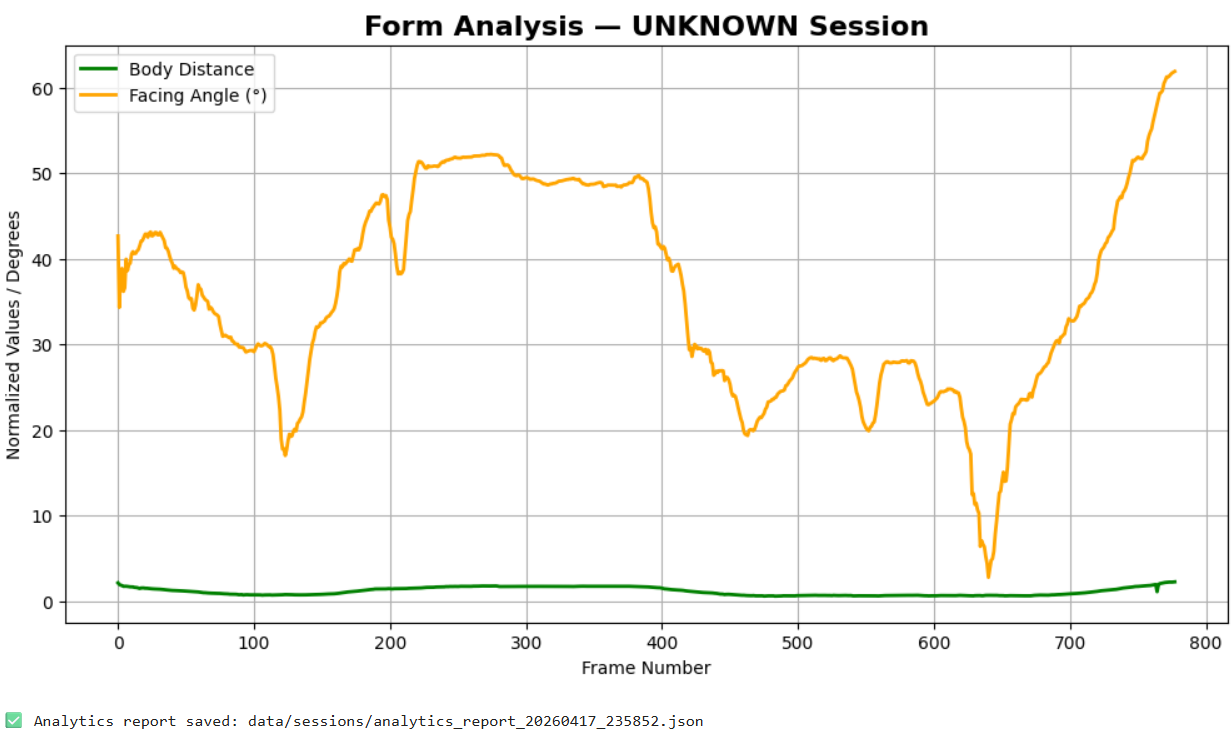 Form Analysis — UNKNOWN Session
Body Distance
Facing Angle (°)
Normalized Values / Degrees
60
50
40
30
20
10
0
0 100 200 300 400 500 600 700 800
Frame Number
✅ Analytics report saved: data/sessions/analytics_report_20260417_235852.json